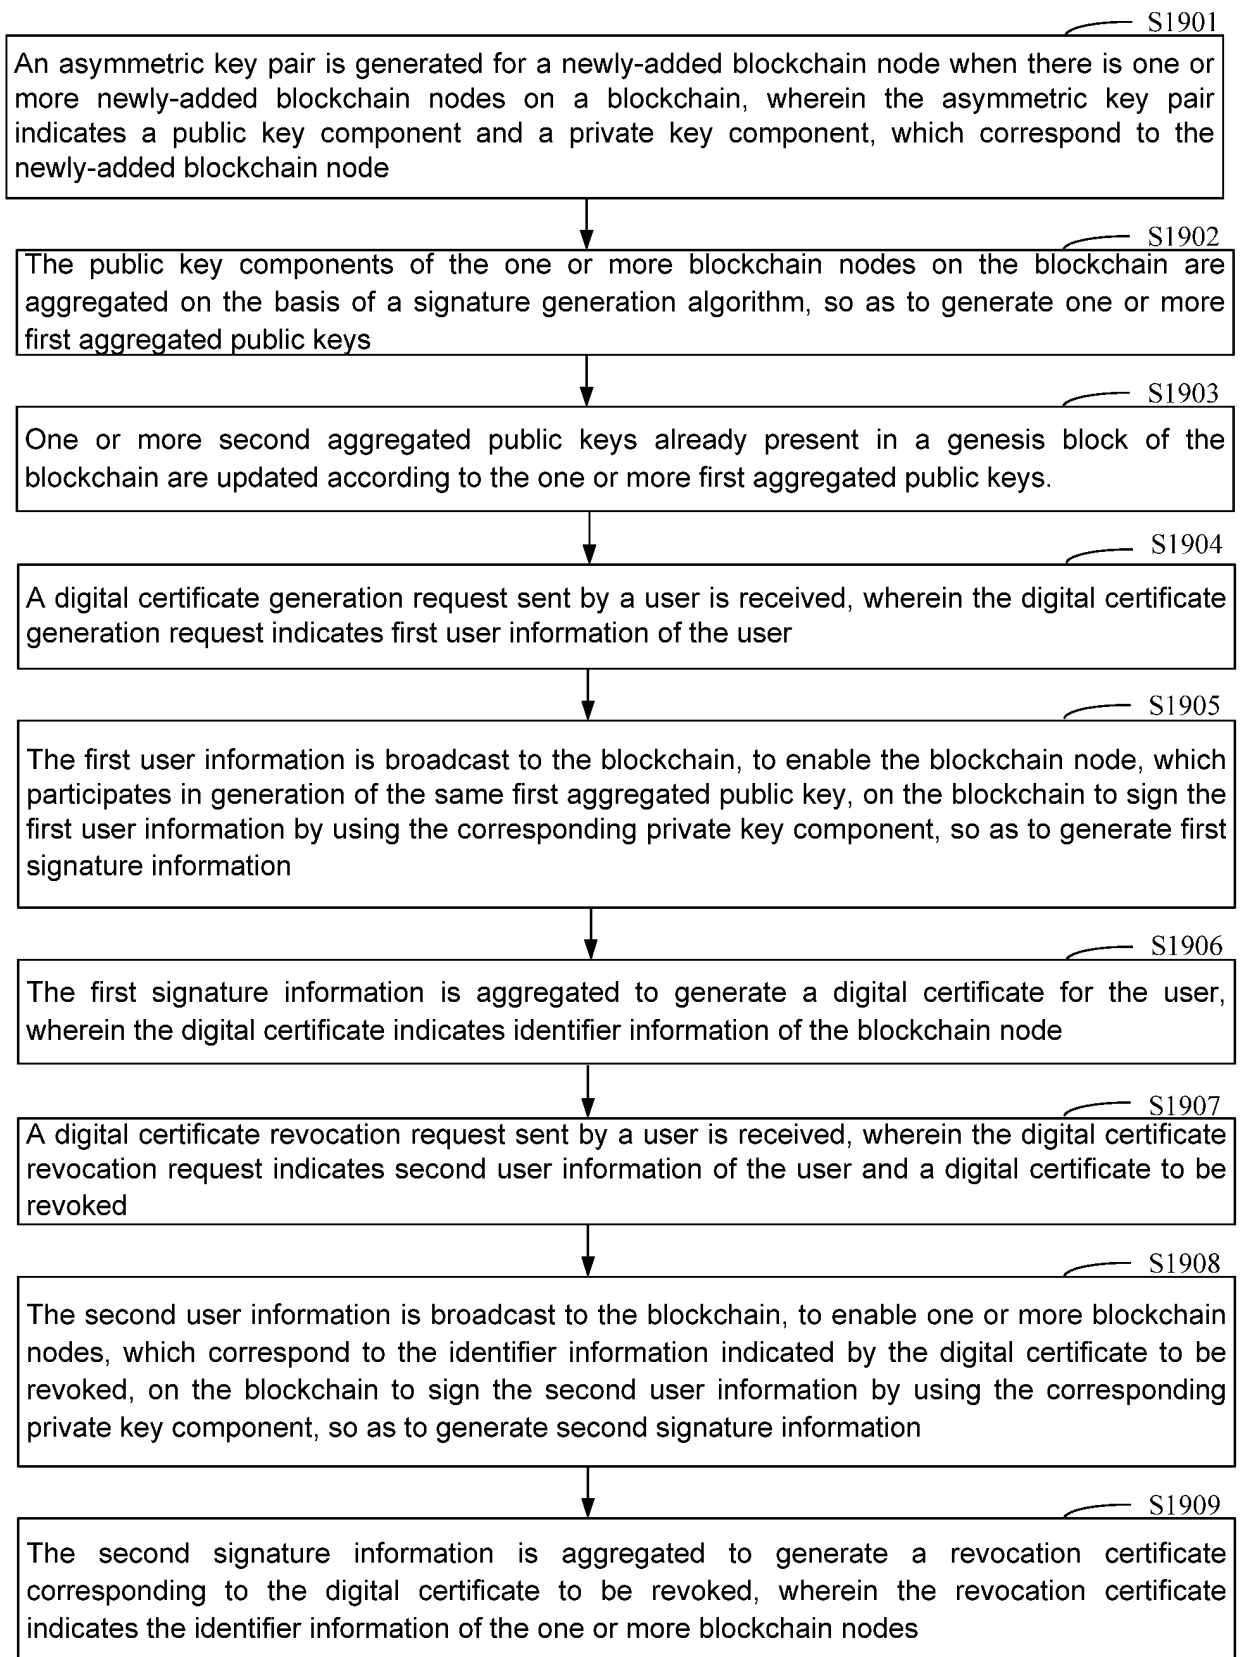 S1901
An asymmetric key pair is generated for a newly-added blockchain node when there is one or
more newly-added blockchain nodes on a blockchain, wherein the asymmetric key pair
indicates a public key component and a private key component, which correspond to the
newly-added blockchain node
S1902
The public key components of the one or more blockchain nodes on the blockchain are
aggregated on the basis of a signature generation algorithm, so as to generate one or more
first aggregated public keys
S1903
One or more second aggregated public keys already present in a genesis block of the
blockchain are updated according to the one or more first aggregated public keys.
S1904
A digital certificate generation request sent by a user is received, wherein the digital certificate
generation request indicates first user information of the user
S1905
The first user information is broadcast to the blockchain, to enable the blockchain node, which
participates in generation of the same first aggregated public key, on the blockchain to sign the
first user information by using the corresponding private key component, so as to generate first
signature information
S1906
The first signature information is aggregated to generate a digital certificate for the user,
wherein the digital certificate indicates identifier information of the blockchain node
S1907
A digital certificate revocation request sent by a user is received, wherein the digital certificate
revocation request indicates second user information of the user and a digital certificate to be
revoked
S1908
The second user information is broadcast to the blockchain, to enable one or more blockchain
nodes, which correspond to the identifier information indicated by the digital certificate to be
revoked, on the blockchain to sign the second user information by using the corresponding
private key component, so as to generate second signature information
S1909
The second signature information is aggregated to generate a revocation certificate
corresponding to the digital certificate to be revoked, wherein the revocation certificate
indicates the identifier information of the one or more blockchain nodes